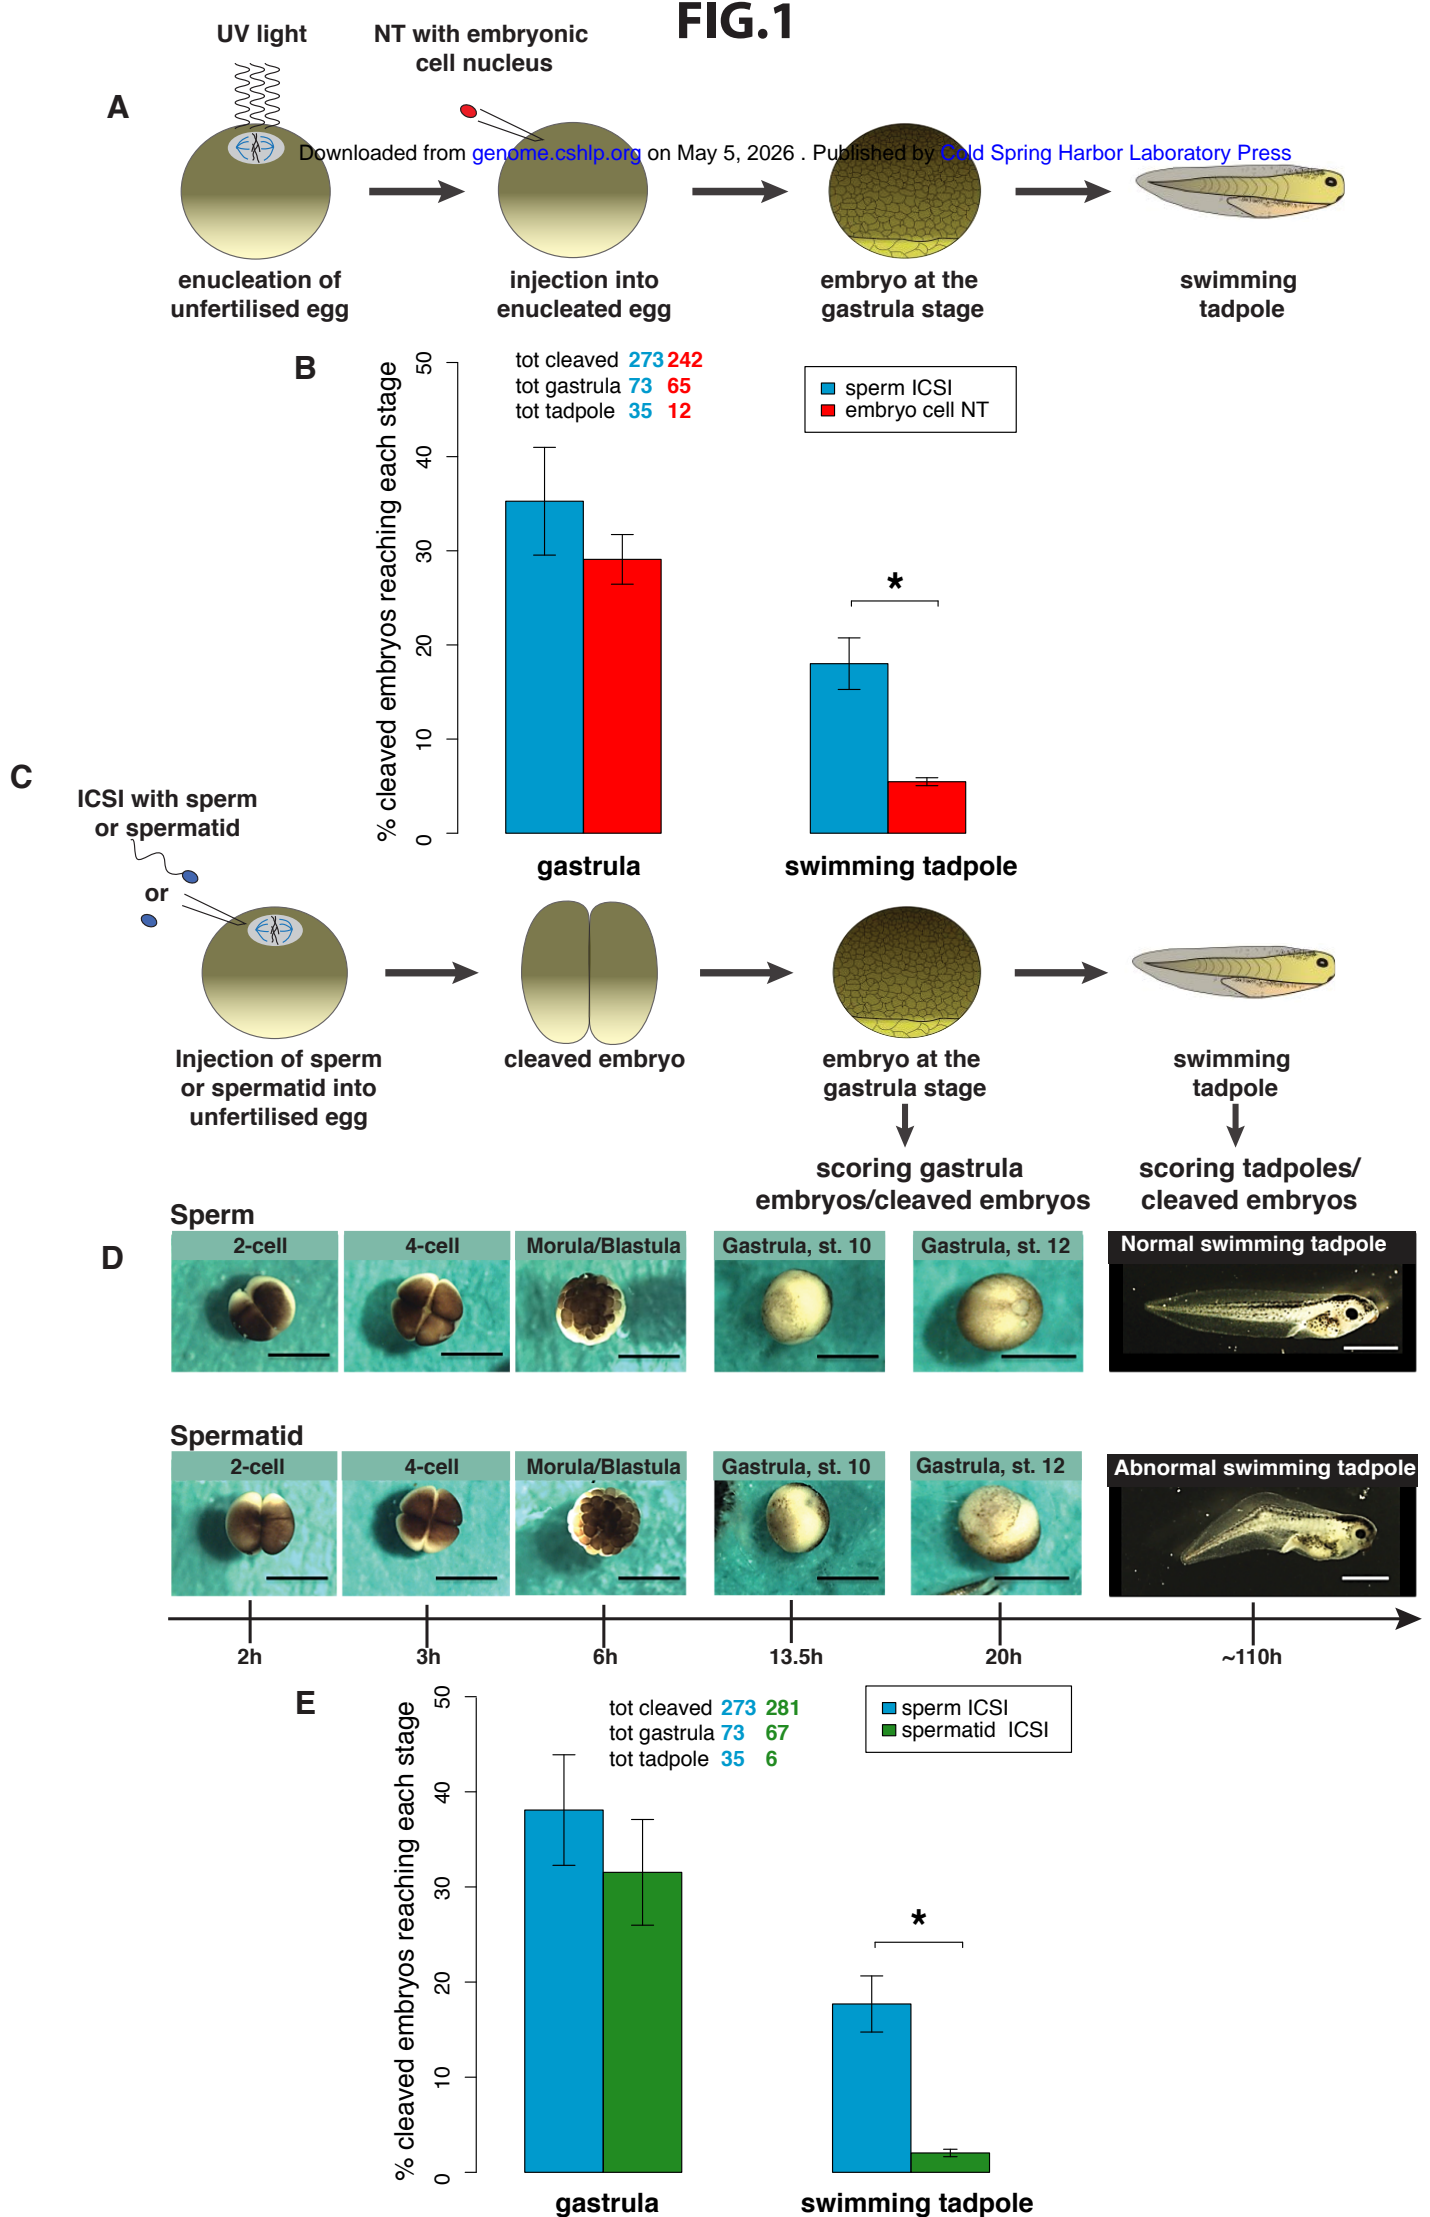 FIG.1
UV light
NT with embryonic
cell nucleus
A
Downloaded from genome.cshlp.org on May 5, 2026 . Published by Cold Spring Harbor Laboratory Press
enucleation of
unfertilised egg
injection into
enucleated egg
embryo at the
gastrula stage
swimming
tadpole
B
% cleaved embryos reaching each stage
50
40
30
20
10
0
tot cleaved 273 242
tot gastrula 73 65
tot tadpole 35 12
sperm ICSI
embryo cell NT
*
gastrula
swimming tadpole
C
ICSI with sperm
or spermatid
or
Injection of sperm
or spermatid into
unfertilised egg
cleaved embryo
embryo at the
gastrula stage
swimming
tadpole
scoring gastrula
embryos/cleaved embryos
scoring tadpoles/
cleaved embryos
D
Sperm
2-cell
4-cell
Morula/Blastula
Gastrula, st. 10
Gastrula, st. 12
Normal swimming tadpole
Spermatid
2-cell
4-cell
Morula/Blastula
Gastrula, st. 10
Gastrula, st. 12
Abnormal swimming tadpole
2h
3h
6h
13.5h
20h
~110h
E
% cleaved embryos reaching each stage
50
40
30
20
10
0
tot cleaved 273 281
tot gastrula 73 67
tot tadpole 35 6
sperm ICSI
spermatid ICSI
*
gastrula
swimming tadpole